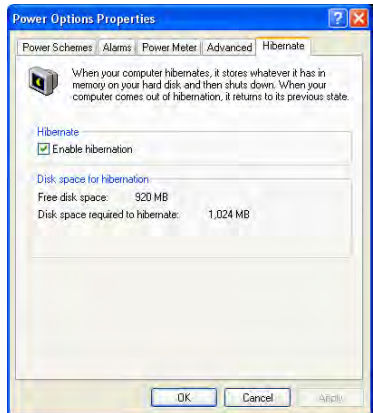 Power Options Properties
Power Schemes Alarms Power Meter Advanced Hibernate
When your computer hibernates, it stores whatever it has in
memory on your hard disk and then shuts down. When your
computer comes out of hibernation, it returns to its previous state.
Hibernate
Enable hibernation
Disk space for hibernation
Free disk space: 920 MB
Disk space required to hibernate: 1,024 MB
OK Cancel Apply